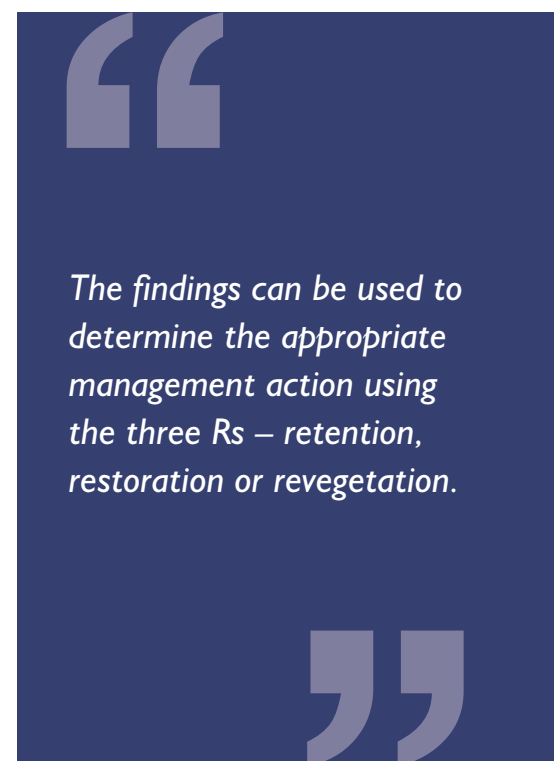 “
The findings can be used to
determine the appropriate
management action using
the three Rs – retention,
restoration or revegetation.
”